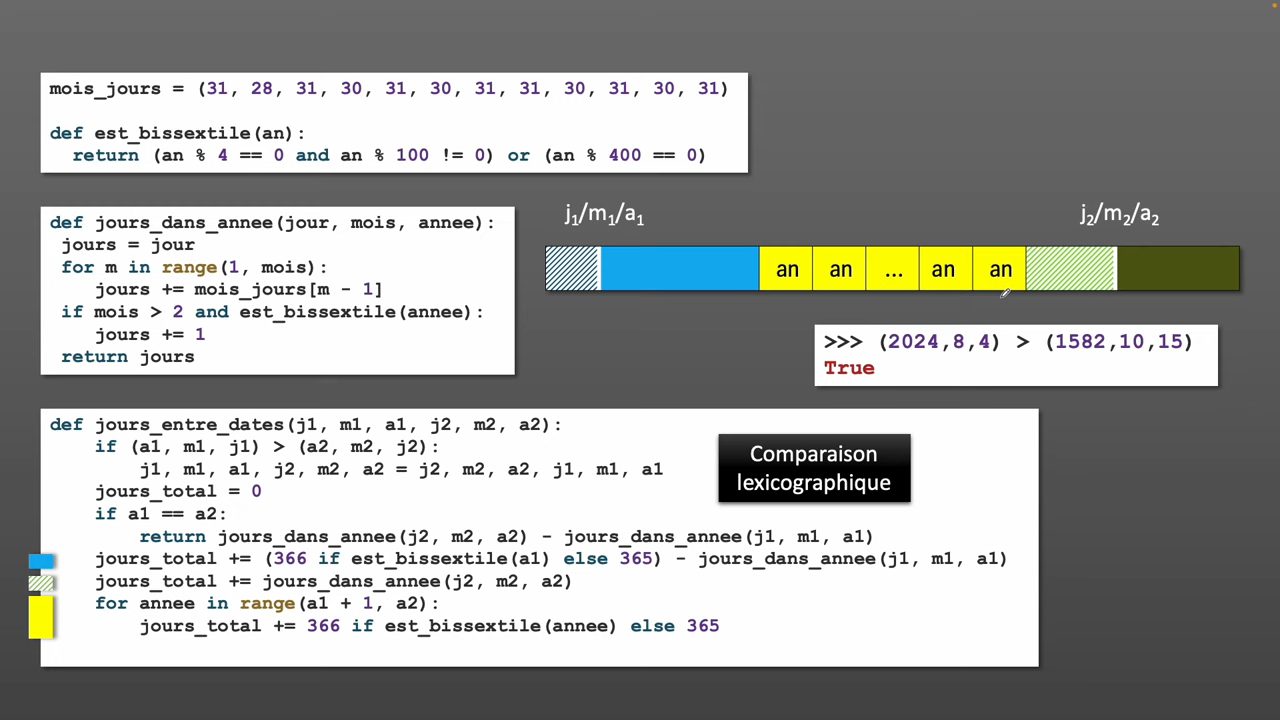 mois_jours = (31, 28, 31, 30, 31, 30, 31, 31, 30, 31, 30, 31)
def est_bissextile(an):
  return (an % 4 == 0 and an % 100 != 0) or (an % 400 == 0)
def jours_dans_annee(jour, mois, annee):
 jours = jour
 for m in range(1, mois):
    jours += mois_jours[m - 1]
 if mois > 2 and est_bissextile(annee):
    jours += 1
 return jours
j₁/m₁/a₁
j₂/m₂/a₂
an an ... an an
>>> (2024,8,4) > (1582,10,15)
True
def jours_entre_dates(j1, m1, a1, j2, m2, a2):
    if (a1, m1, j1) > (a2, m2, j2):
        j1, m1, a1, j2, m2, a2 = j2, m2, a2, j1, m1, a1
    jours_total = 0
    if a1 == a2:
        return jours_dans_annee(j2, m2, a2) - jours_dans_annee(j1, m1, a1)
    jours_total += (366 if est_bissextile(a1) else 365) - jours_dans_annee(j1, m1, a1)
    jours_total += jours_dans_annee(j2, m2, a2)
    for annee in range(a1 + 1, a2):
        jours_total += 366 if est_bissextile(annee) else 365
Comparaison
lexicographique